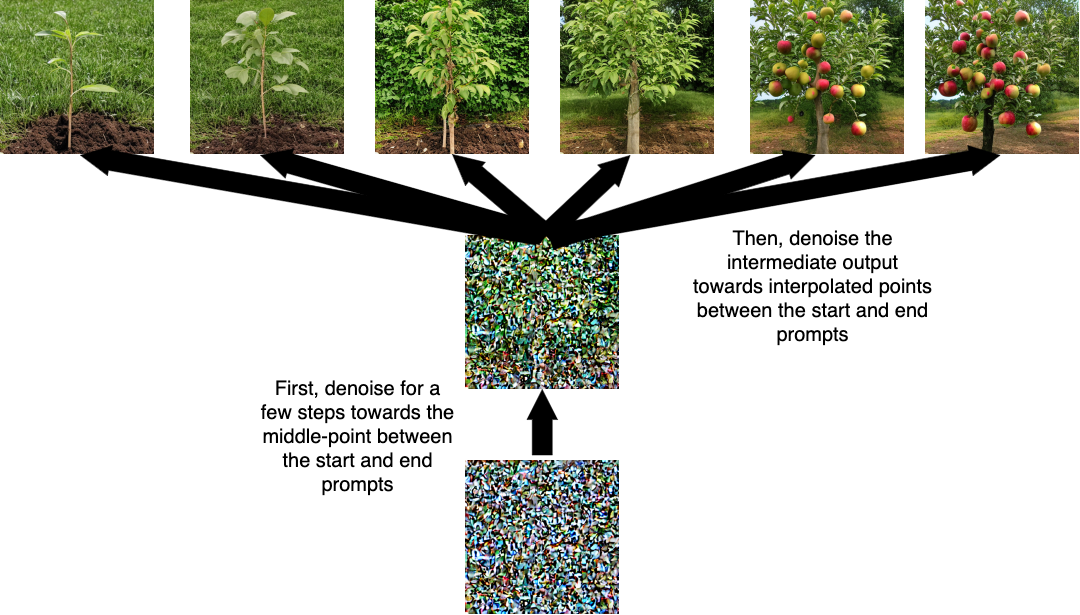 Then, denoise the
intermediate output
towards interpolated points
between the start and end
prompts
First, denoise for a
few steps towards the
middle-point between
the start and end
prompts